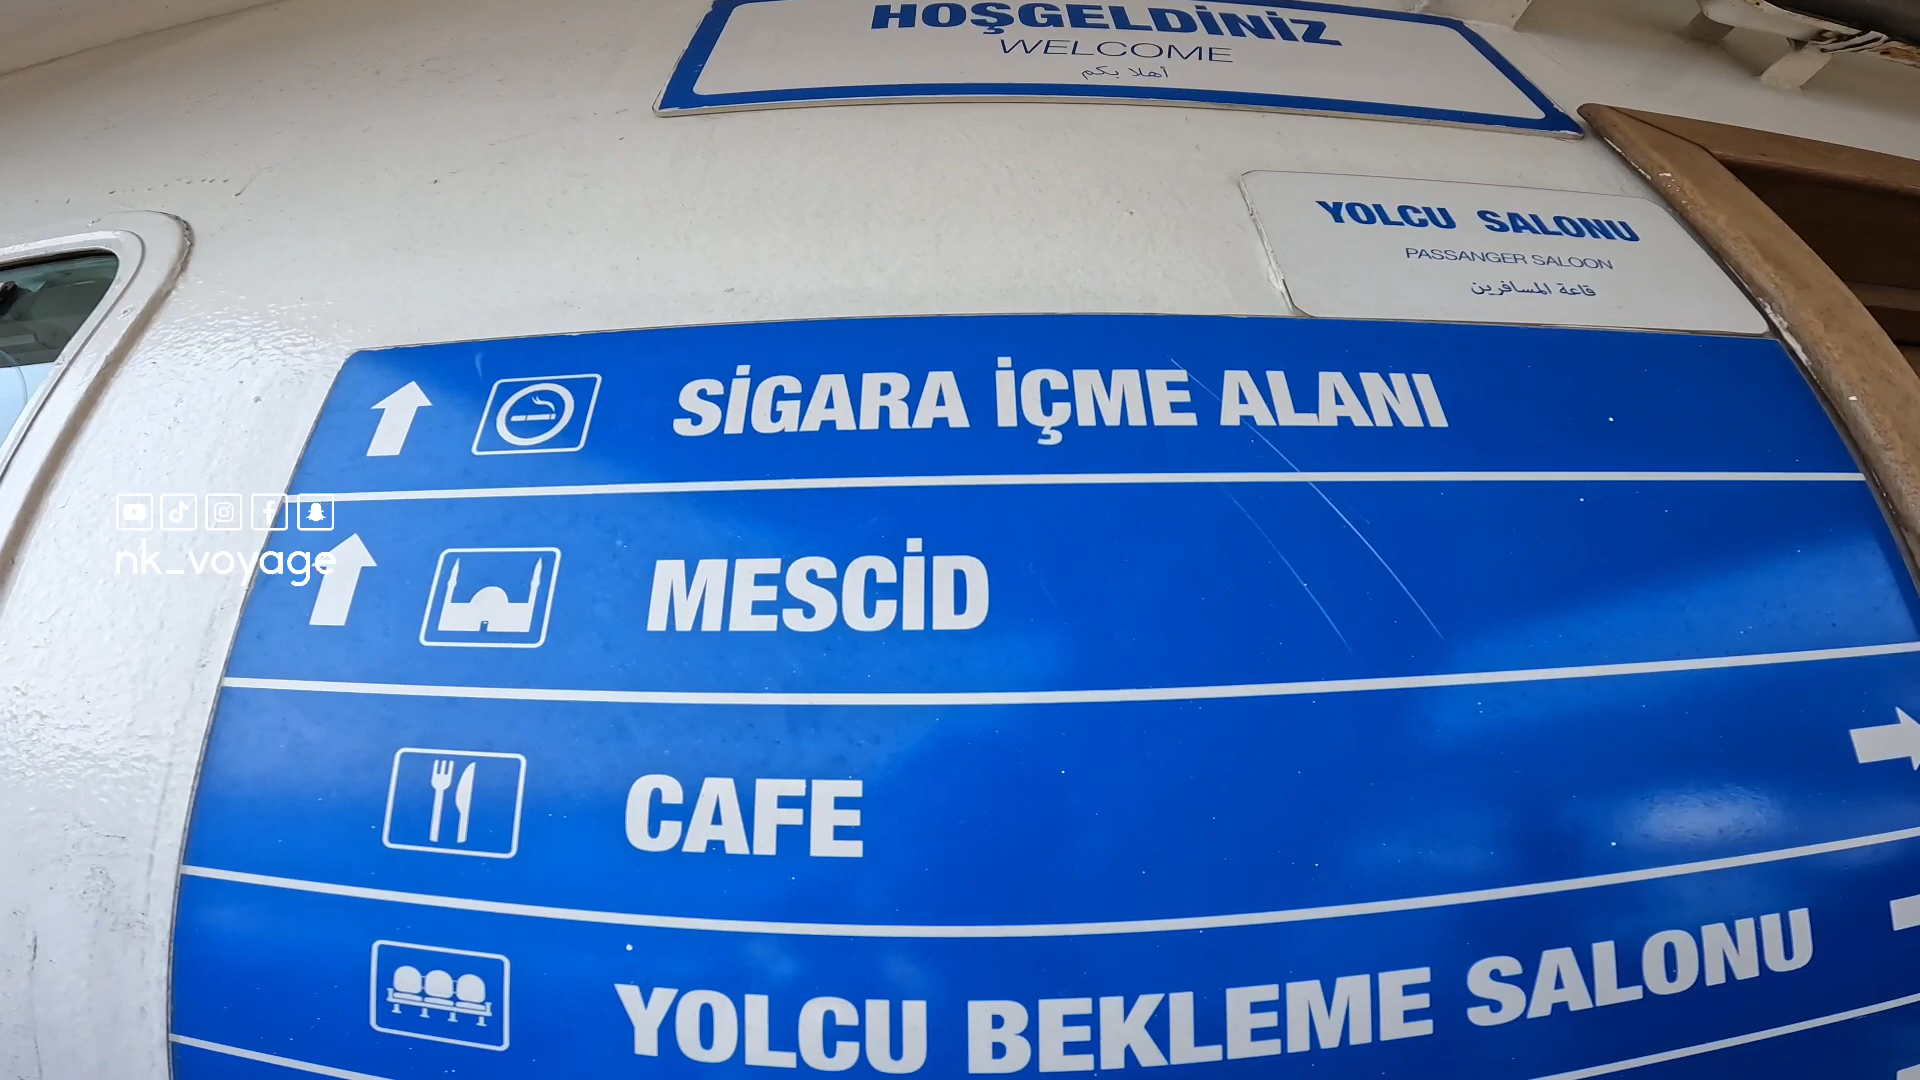 HOŞGELDİNİZ
WELCOME
أهلا بكم
YOLCU SALONU
PASSANGER SALOON
قاعة المسافرين
SİGARA İÇME ALANI
MESCİD
CAFE
YOLCU BEKLEME SALONU
nk_voyage